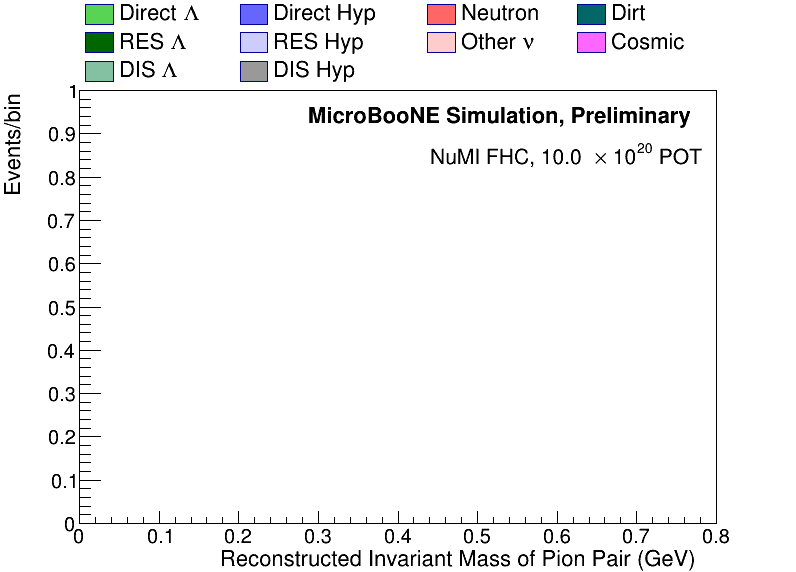 Direct Λ Direct Hyp Neutron Dirt
RES Λ RES Hyp Other ν Cosmic
DIS Λ DIS Hyp
MicroBooNE Simulation, Preliminary
NuMI FHC, 10.0 × 10²⁰ POT
Events/bin
1
0.9
0.8
0.7
0.6
0.5
0.4
0.3
0.2
0.1
0
0 0.1 0.2 0.3 0.4 0.5 0.6 0.7 0.8
Reconstructed Invariant Mass of Pion Pair (GeV)